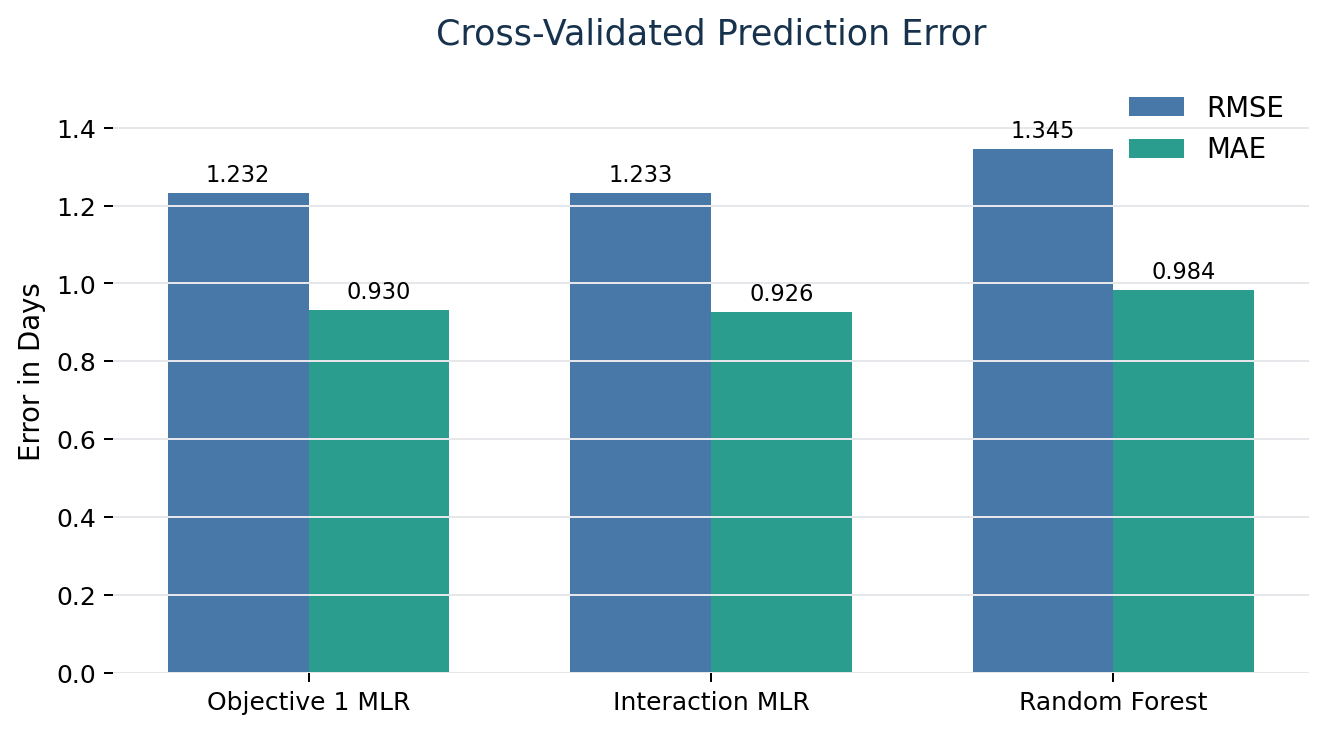 Cross-Validated Prediction Error
RMSE
MAE
Error in Days
1.4
1.2
1.0
0.8
0.6
0.4
0.2
0.0
1.232
0.930
1.233
0.926
1.345
0.984
Objective 1 MLR
Interaction MLR
Random Forest